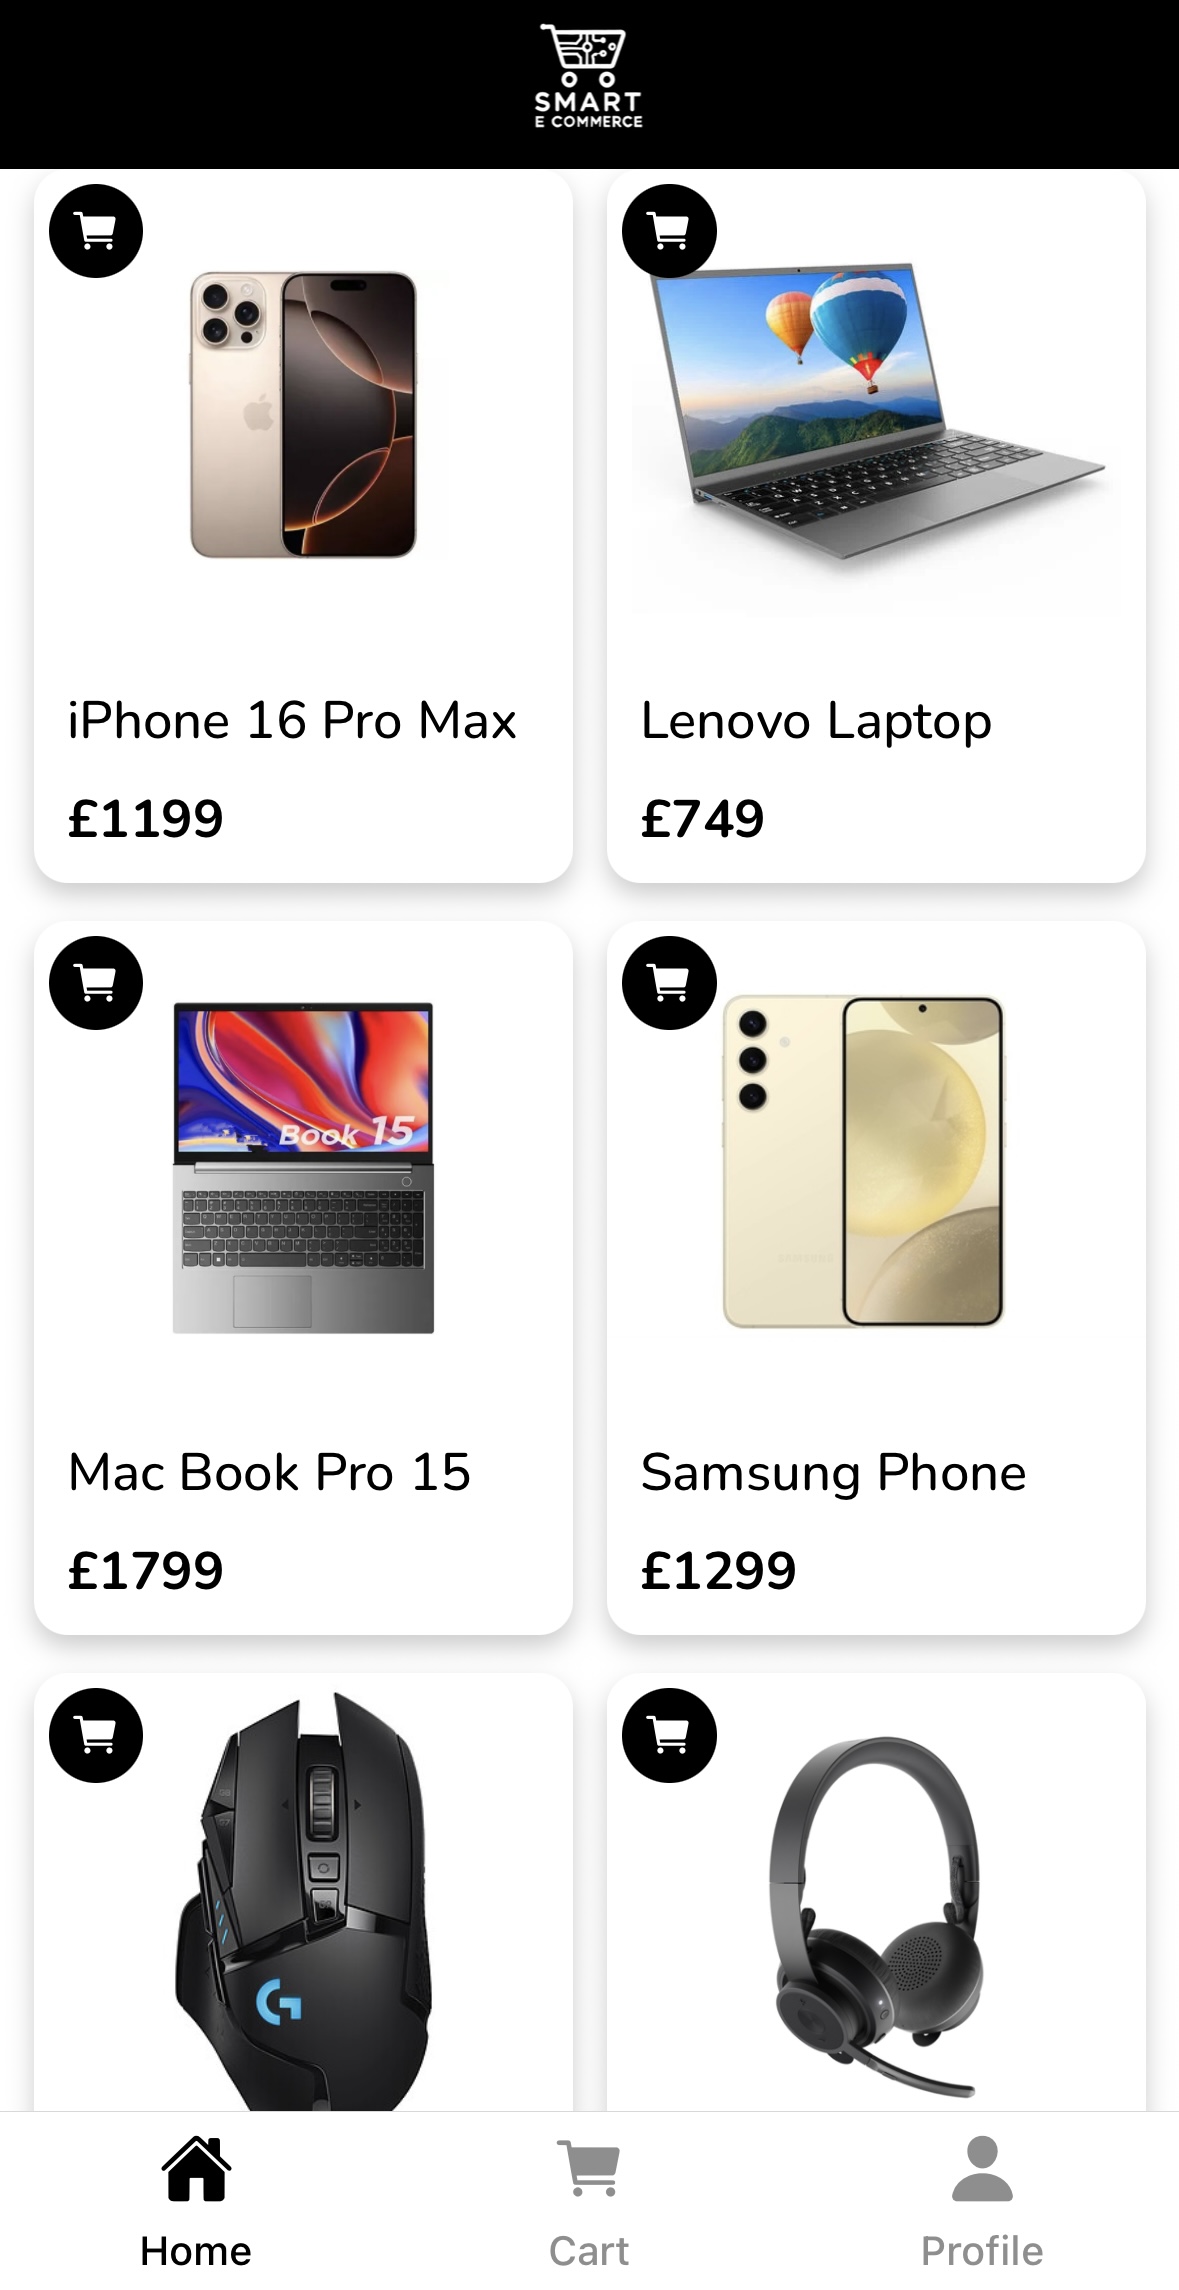 SMART
E COMMERCE
iPhone 16 Pro Max
£1199
Lenovo Laptop
£749
Book 15
Mac Book Pro 15
£1799
SAMSUNG
Samsung Phone
£1299
G
Home
Cart
Profile